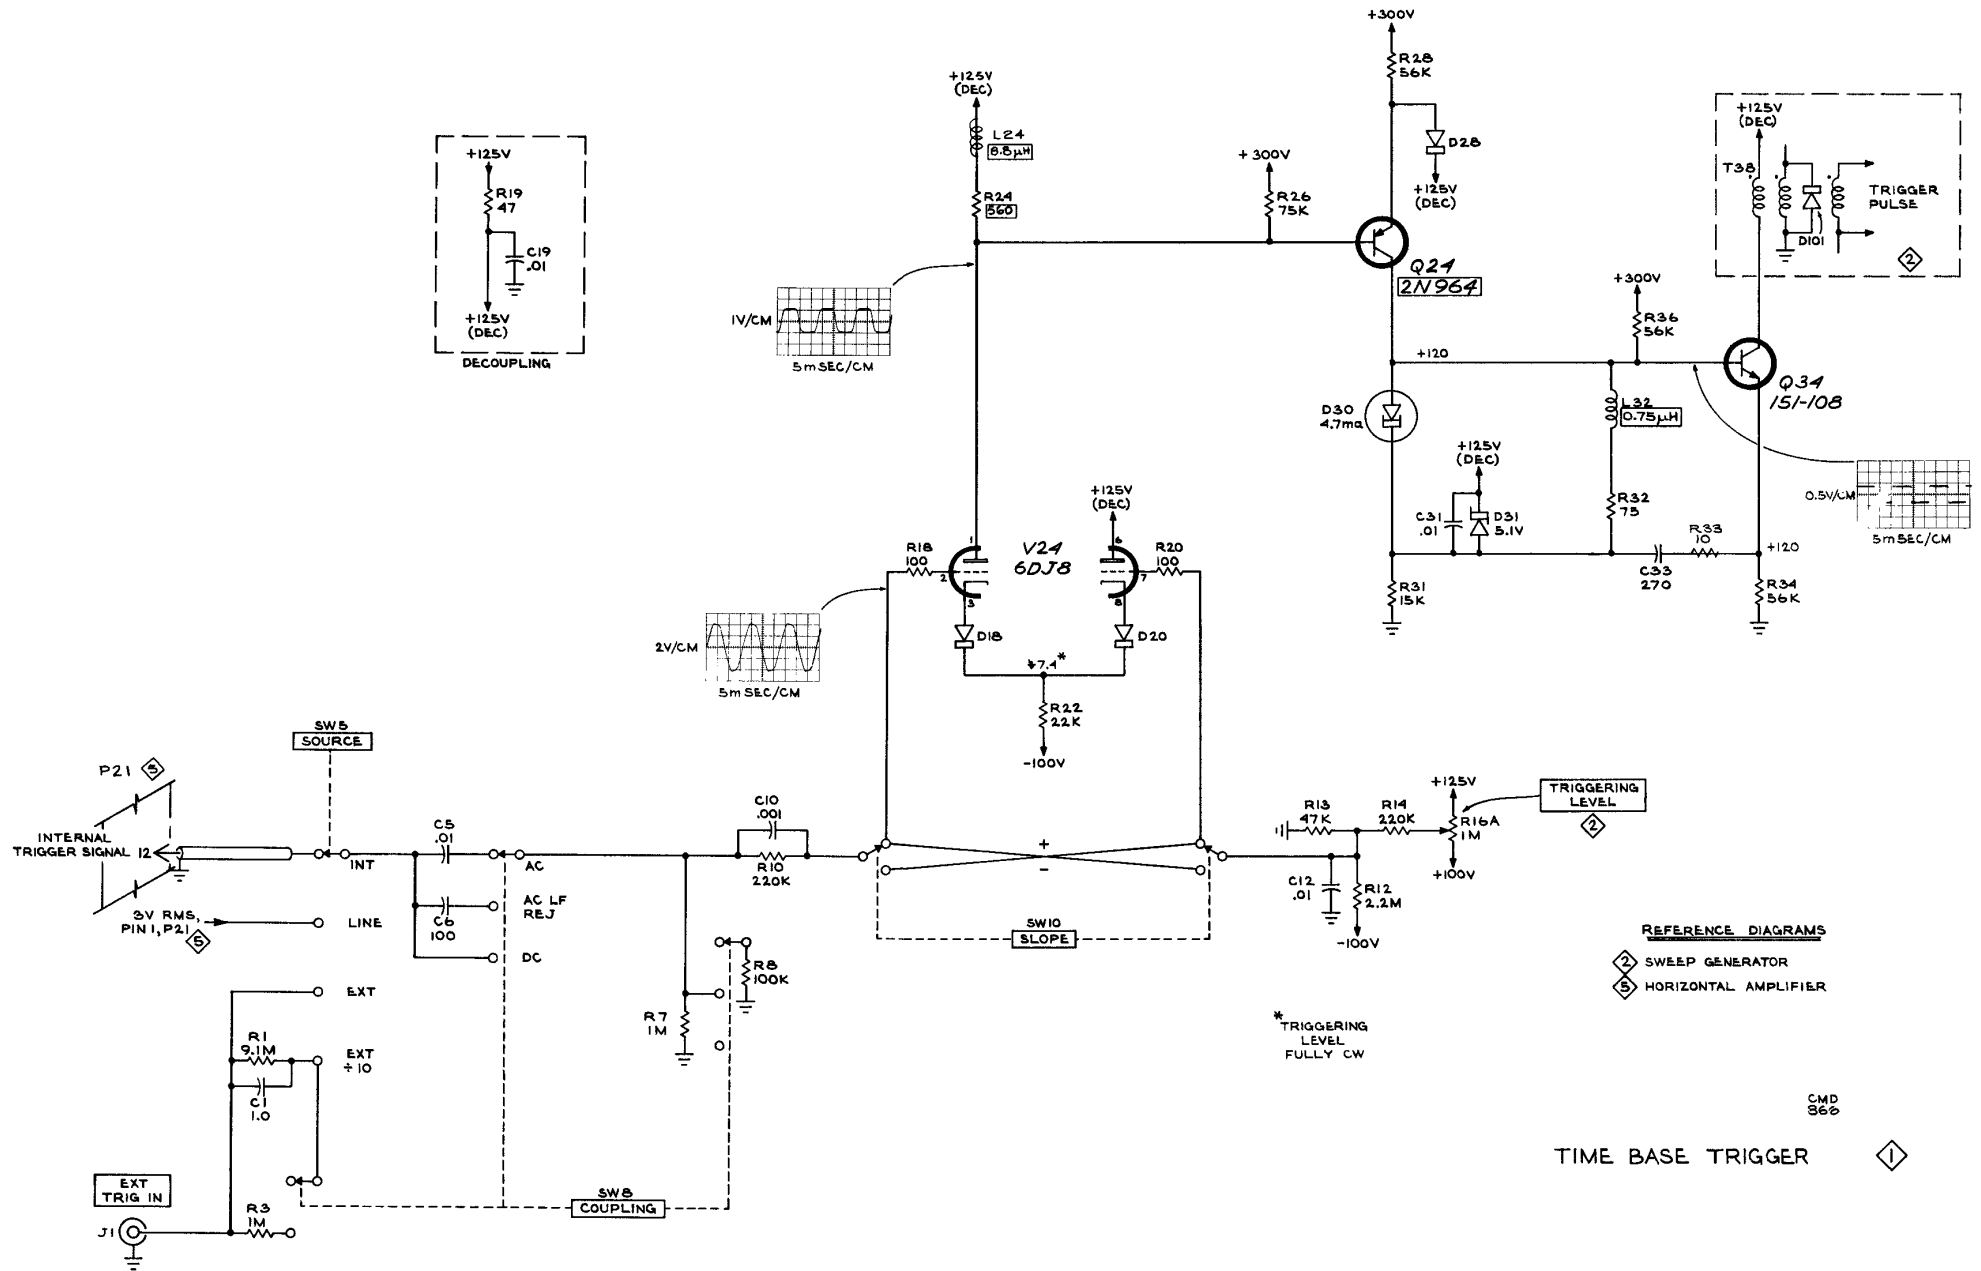 +300V
R28
56K
+125V
(DEC)
L24
8.8µH
R24
560
+300V
R26
75K
D28
+125V
(DEC)
+125V
(DEC)
T38
D101
TRIGGER
PULSE
2
+125V
R19
47
C19
.01
+125V
(DEC)
DECOUPLING
1V/CM
5mSEC/CM
Q24
2N964
+300V
R36
56K
+120
Q34
151-108
D30
4.7ma
L32
0.75µH
+125V
(DEC)
C31
.01
D31
5.1V
R32
75
R33
10
C33
270
+120
R31
15K
R34
56K
0.5V/CM
5mSEC/CM
+125V
(DEC)
R18
100
V24
6DJ8
R20
100
1
2
3
6
7
8
D18
D20
+7.4*
R22
22K
-100V
2V/CM
5mSEC/CM
SW5
SOURCE
P21
5
INTERNAL
TRIGGER SIGNAL 12
INT
3V RMS,
PIN 1, P21
5
LINE
EXT
R1
9.1M
C1
1.0
EXT
÷10
EXT
TRIG IN
J1
R3
1M
C5
.01
AC
C6
100
AC LF
REJ
DC
SW8
COUPLING
R7
1M
R8
100K
C10
.001
R10
220K
+
-
SW10
SLOPE
R13
47K
R14
220K
+125V
R16A
1M
+100V
TRIGGERING
LEVEL
2
C12
.01
R12
2.2M
-100V
*TRIGGERING
LEVEL
FULLY CW
REFERENCE DIAGRAMS
2 SWEEP GENERATOR
5 HORIZONTAL AMPLIFIER
CMD
TIME BASE TRIGGER
1